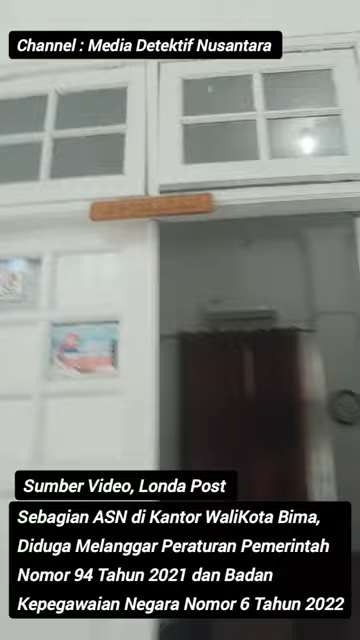 Channel : Media Detektif Nusantara
Sumber Video, Londa Post
Sebagian ASN di Kantor WaliKota Bima,
Diduga Melanggar Peraturan Pemerintah
Nomor 94 Tahun 2021 dan Badan
Kepegawaian Negara Nomor 6 Tahun 2022